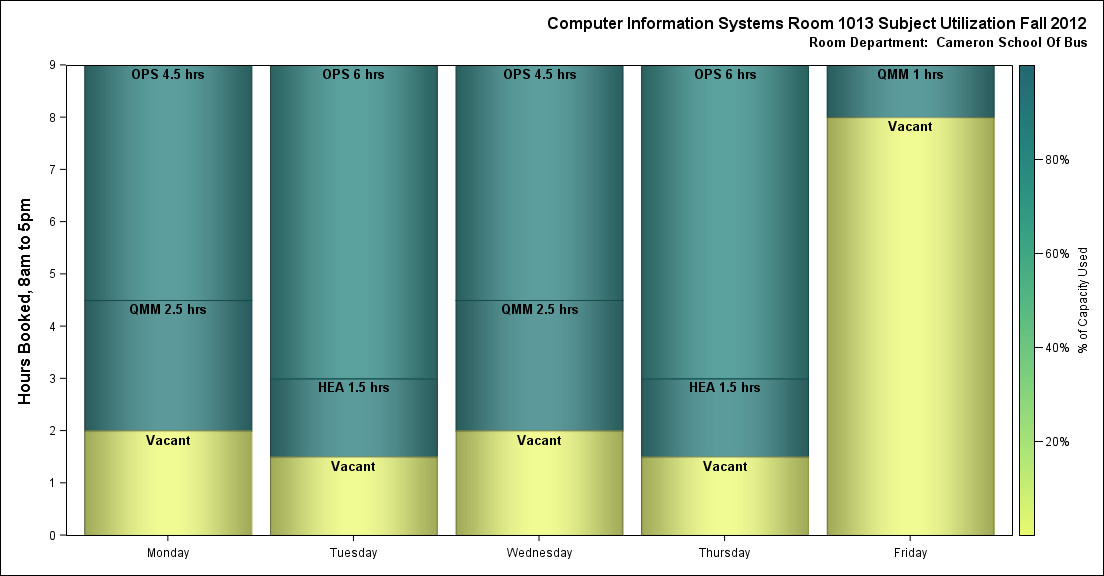 Computer Information Systems Room 1013 Subject Utilization Fall 2012
Room Department: Cameron School Of Bus
Hours Booked, 8am to 5pm
9
8
7
6
5
4
3
2
1
0
OPS 4.5 hrs
QMM 2.5 hrs
Vacant
OPS 6 hrs
HEA 1.5 hrs
Vacant
OPS 4.5 hrs
QMM 2.5 hrs
Vacant
OPS 6 hrs
HEA 1.5 hrs
Vacant
QMM 1 hrs
Vacant
Monday
Tuesday
Wednesday
Thursday
Friday
80%
60%
40%
20%
% of Capacity Used